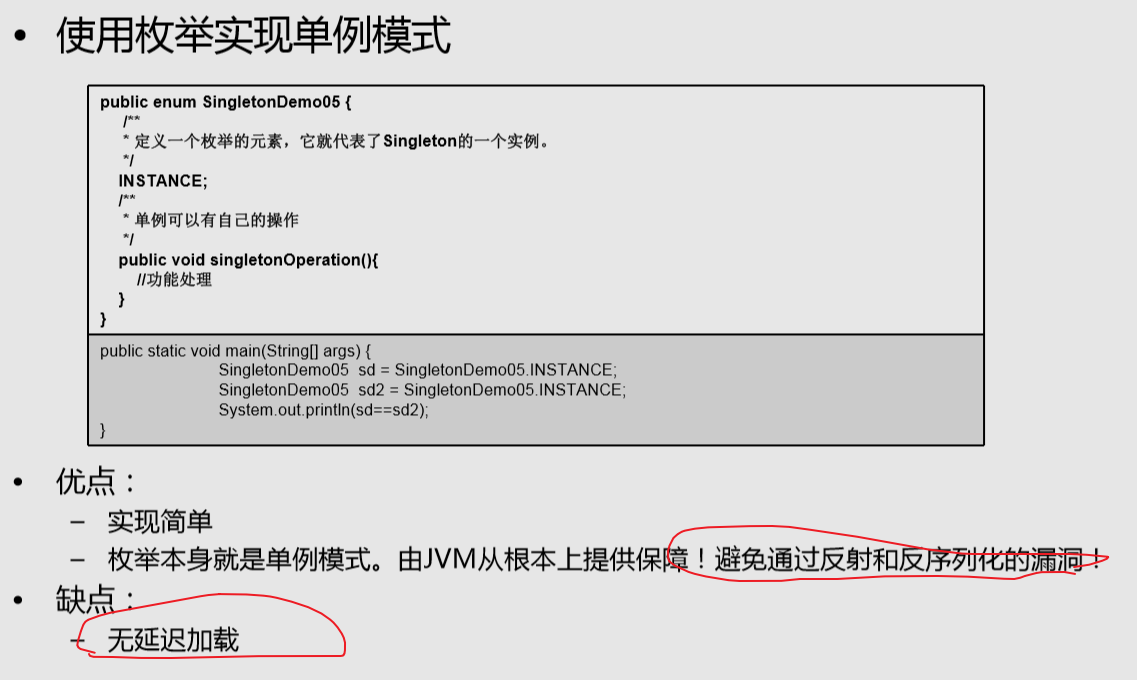 • 使用枚举实现单例模式
public enum SingletonDemo05 {
/**
* 定义一个枚举的元素，它就代表了Singleton的一个实例。
*/
INSTANCE;
/**
* 单例可以有自己的操作
*/
public void singletonOperation(){
//功能处理
}
}
public static void main(String[] args) {
SingletonDemo05 sd = SingletonDemo05.INSTANCE;
SingletonDemo05 sd2 = SingletonDemo05.INSTANCE;
System.out.println(sd==sd2);
}
• 优点：
– 实现简单
– 枚举本身就是单例模式。由JVM从根本上提供保障！避免通过反射和反序列化的漏洞！
• 缺点：
– 无延迟加载